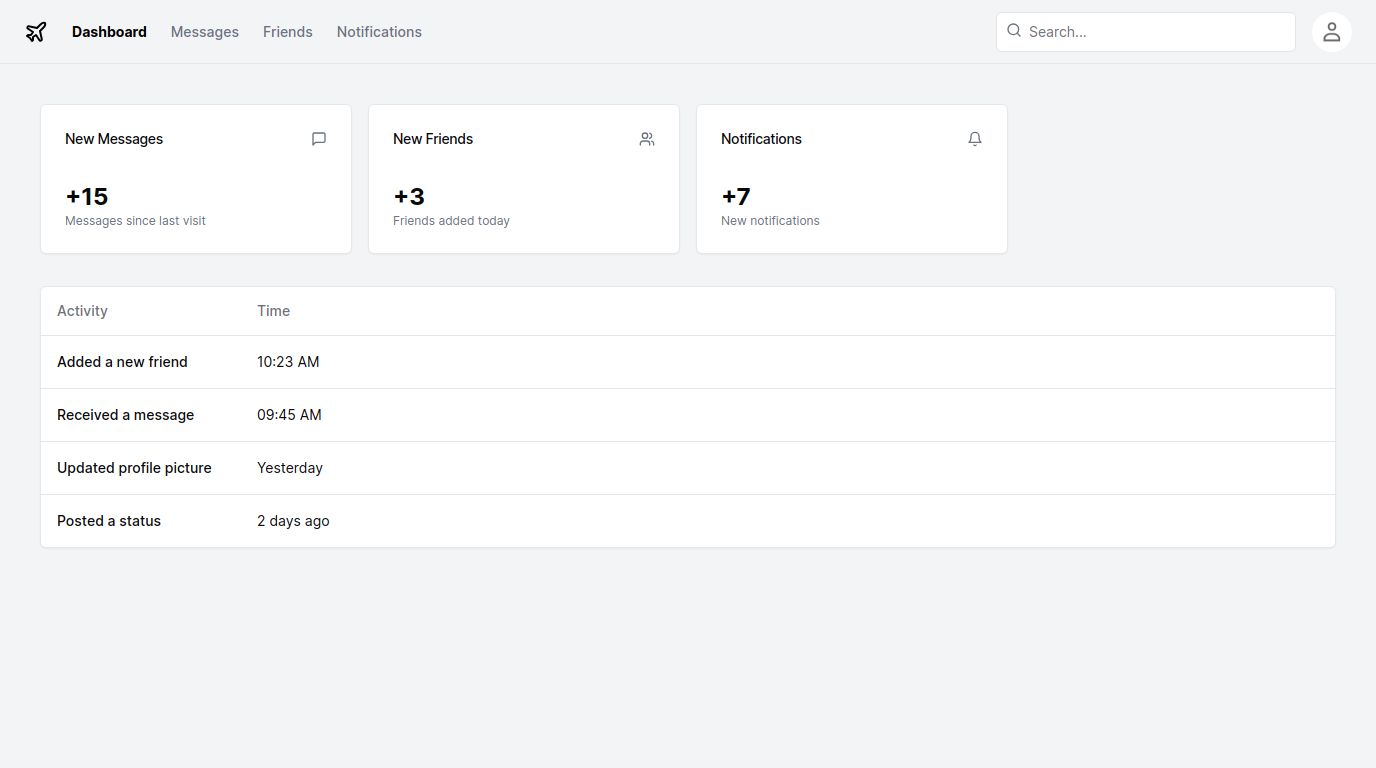 Dashboard Messages Friends Notifications Search...
New Messages New Friends Notifications
+15 +3 +7
Messages since last visit Friends added today New notifications
Activity Time
Added a new friend 10:23 AM
Received a message 09:45 AM
Updated profile picture Yesterday
Posted a status 2 days ago